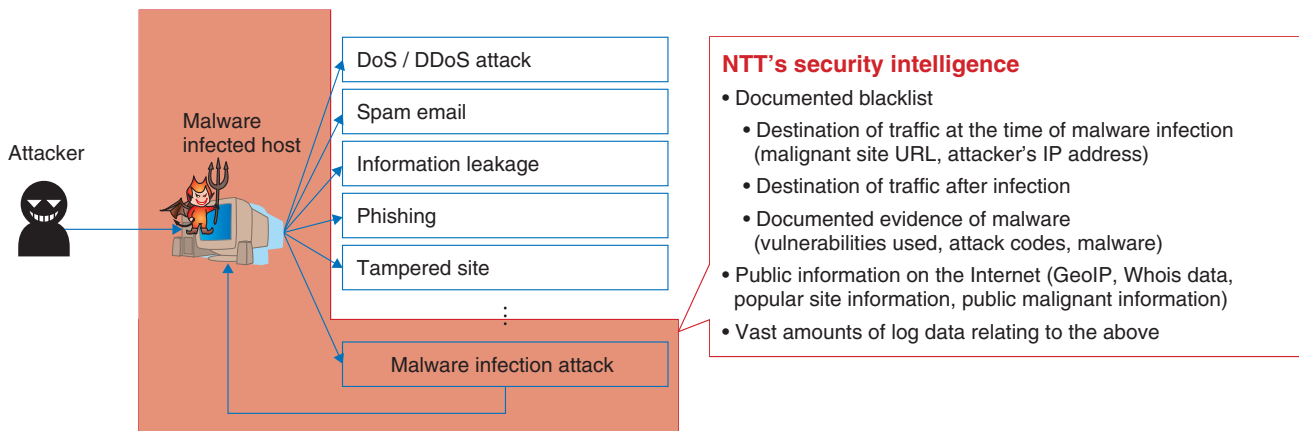 Attacker
Malware
infected host
DoS / DDoS attack
Spam email
Information leakage
Phishing
Tampered site
⋮
Malware infection attack
NTT’s security intelligence
• Documented blacklist
• Destination of traffic at the time of malware infection
(malignant site URL, attacker’s IP address)
• Destination of traffic after infection
• Documented evidence of malware
(vulnerabilities used, attack codes, malware)
• Public information on the Internet (GeoIP, Whois data,
popular site information, public malignant information)
• Vast amounts of log data relating to the above